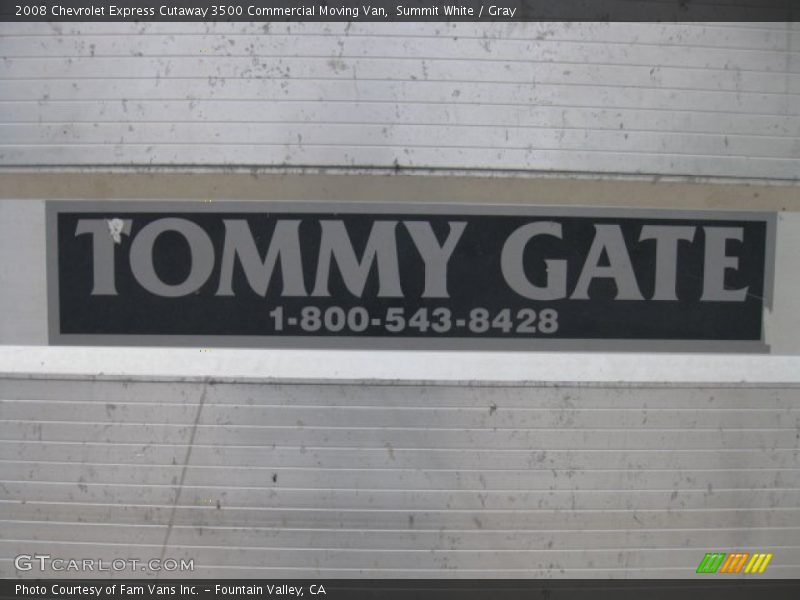 2008 Chevrolet Express Cutaway 3500 Commercial Moving Van, Summit White / Gray
TOMMY GATE
1-800-543-8428
GTCARLOT.COM
Photo Courtesy of Fam Vans Inc. - Fountain Valley, CA